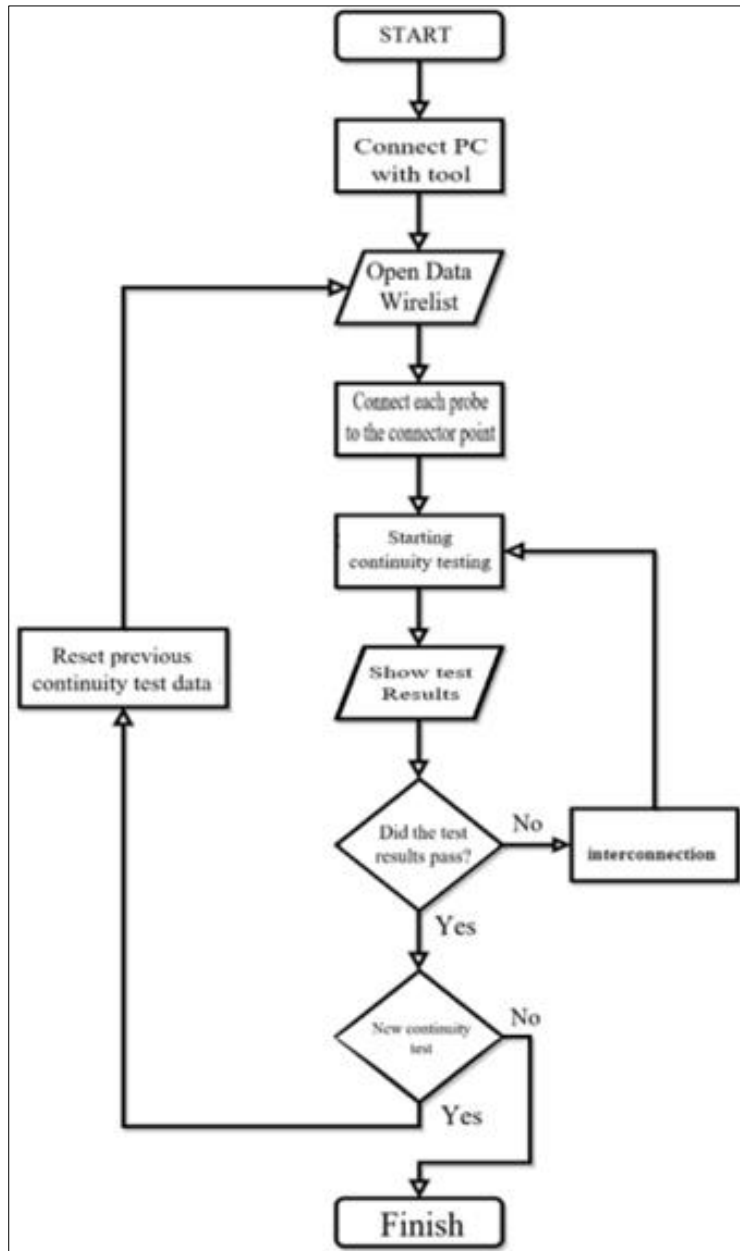 START
Connect PC
with tool
Open Data
Wirelist
Connect each probe
to the connector point
Starting
continuity testing
Reset previous
continuity test data
Show test
Results
Did the test
results pass?
No
interconnection
Yes
New continuity
test
No
Yes
Finish